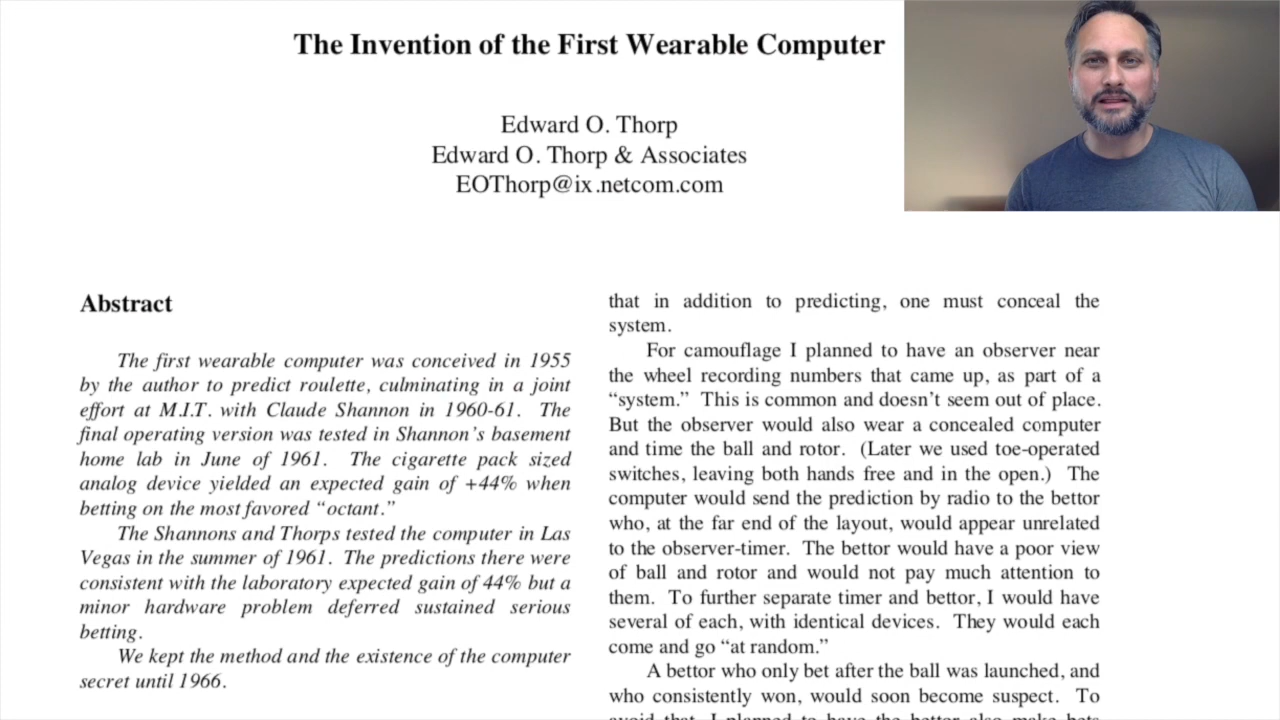 The Invention of the First Wearable Computer
Edward O. Thorp
Edward O. Thorp & Associates
EOThorp@ix.netcom.com
Abstract
The first wearable computer was conceived in 1955
by the author to predict roulette, culminating in a joint
effort at M.I.T. with Claude Shannon in 1960-61. The
final operating version was tested in Shannon's basement
home lab in June of 1961. The cigarette pack sized
analog device yielded an expected gain of +44% when
betting on the most favored “octant.”
The Shannons and Thorps tested the computer in Las
Vegas in the summer of 1961. The predictions there were
consistent with the laboratory expected gain of 44% but a
minor hardware problem deferred sustained serious
betting.
We kept the method and the existence of the computer
secret until 1966.
that in addition to predicting, one must conceal the
system.
For camouflage I planned to have an observer near
the wheel recording numbers that came up, as part of a
“system.” This is common and doesn't seem out of place.
But the observer would also wear a concealed computer
and time the ball and rotor. (Later we used toe-operated
switches, leaving both hands free and in the open.) The
computer would send the prediction by radio to the bettor
who, at the far end of the layout, would appear unrelated
to the observer-timer. The bettor would have a poor view
of ball and rotor and would not pay much attention to
them. To further separate timer and bettor, I would have
several of each, with identical devices. They would each
come and go “at random.”
A bettor who only bet after the ball was launched, and
who consistently won, would soon become suspect. To
avoid that, I planned to have the bettor also make bets